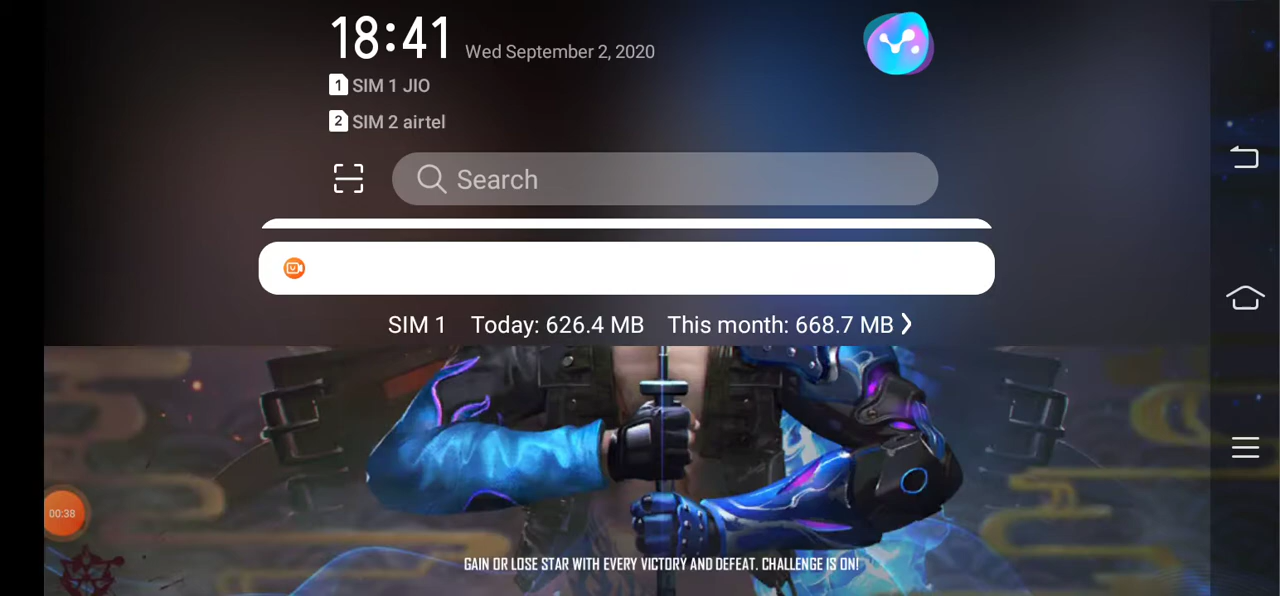 18:41 Wed September 2, 2020
1 SIM 1 JIO
2 SIM 2 airtel
Search
SIM 1 Today: 626.4 MB This month: 668.7 MB
00:38
GAIN OR LOSE STAR WITH EVERY VICTORY AND DEFEAT. CHALLENGE IS ON!